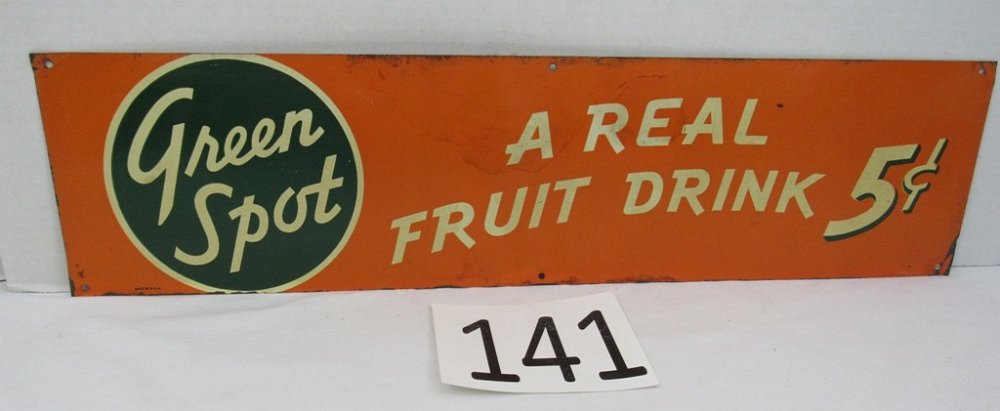 Green
Spot
A REAL
FRUIT DRINK 5¢
141